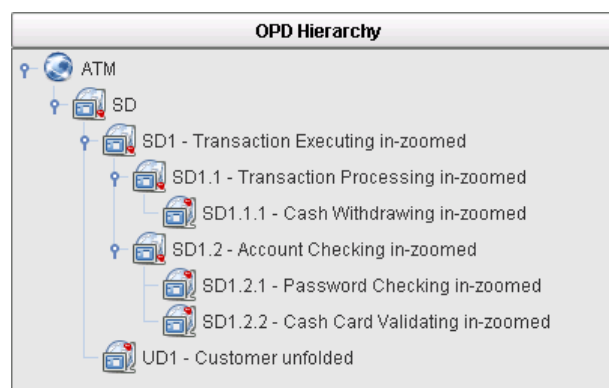 OPD Hierarchy
ATM
SD
SD1 - Transaction Executing in-zoomed
SD1.1 - Transaction Processing in-zoomed
SD1.1.1 - Cash Withdrawing in-zoomed
SD1.2 - Account Checking in-zoomed
SD1.2.1 - Password Checking in-zoomed
SD1.2.2 - Cash Card Validating in-zoomed
UD1 - Customer unfolded